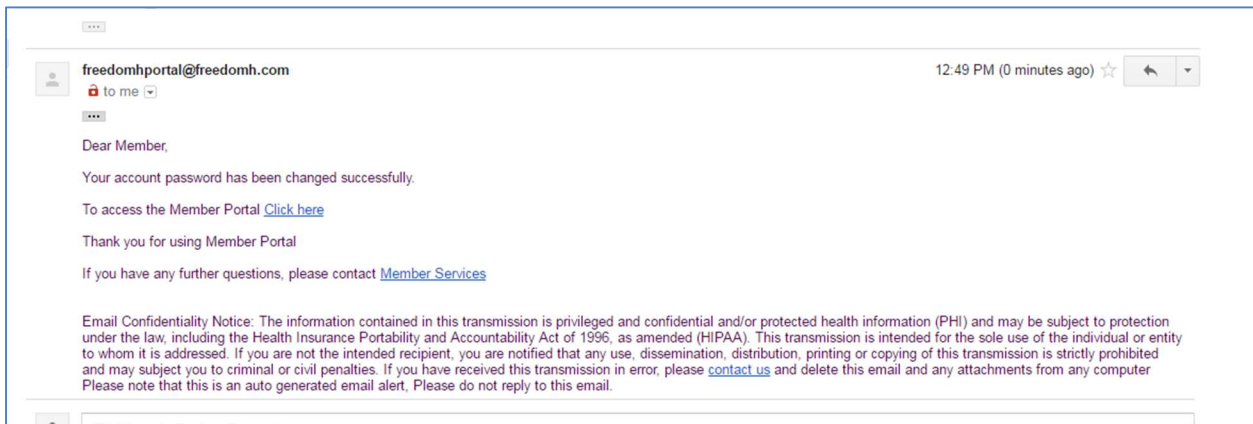 freedomhportal@freedomh.com
12:49 PM (0 minutes ago)
to me
Dear Member,
Your account password has been changed successfully.
To access the Member Portal Click here
Thank you for using Member Portal
If you have any further questions, please contact Member Services
Email Confidentiality Notice: The information contained in this transmission is privileged and confidential and/or protected health information (PHI) and may be subject to protection
under the law, including the Health Insurance Portability and Accountability Act of 1996, as amended (HIPAA). This transmission is intended for the sole use of the individual or entity
to whom it is addressed. If you are not the intended recipient, you are notified that any use, dissemination, distribution, printing or copying of this transmission is strictly prohibited
and may subject you to criminal or civil penalties. If you have received this transmission in error, please contact us and delete this email and any attachments from any computer
Please note that this is an auto generated email alert, Please do not reply to this email.